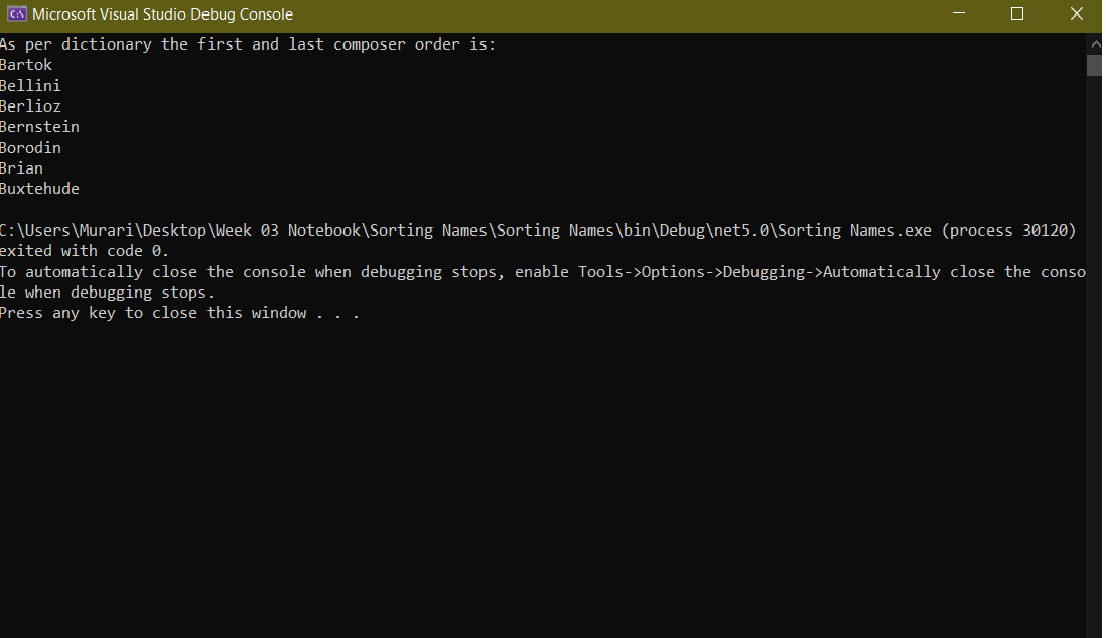 C:\ Microsoft Visual Studio Debug Console
As per dictionary the first and last composer order is:
Bartok
Bellini
Berlioz
Bernstein
Borodin
Brian
Buxtehude
C:\Users\Murari\Desktop\Week 03 Notebook\Sorting Names\Sorting Names\bin\Debug\net5.0\Sorting Names.exe (process 30120)
exited with code 0.
To automatically close the console when debugging stops, enable Tools->Options->Debugging->Automatically close the conso
le when debugging stops.
Press any key to close this window . . .